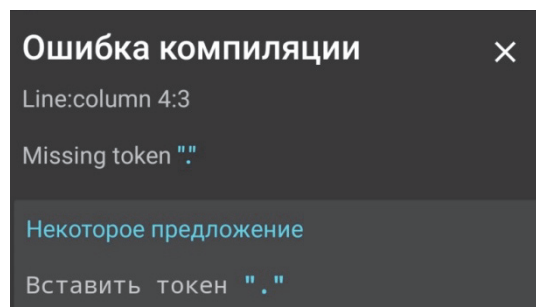 Ошибка компиляции
Line:column 4:3
Missing token "."
Некоторое предложение
Вставить токен "."